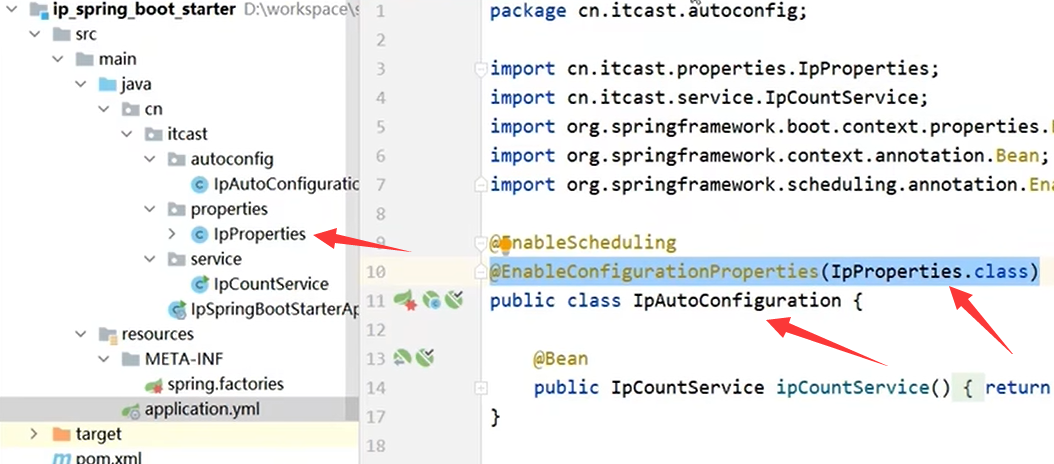 ip_spring_boot_starter D:\workspace\s
src
main
java
cn
itcast
autoconfig
IpAutoConfiguratio
properties
IpProperties
service
IpCountService
IpSpringBootStarterAp
resources
META-INF
spring.factories
application.yml
target
pom.xml
1 package cn.itcast.autoconfig;
2
3 import cn.itcast.properties.IpProperties;
4 import cn.itcast.service.IpCountService;
5 import org.springframework.boot.context.properties.
6 import org.springframework.context.annotation.Bean;
7 import org.springframework.scheduling.annotation.En
8
9 @EnableScheduling
10 @EnableConfigurationProperties(IpProperties.class)
11 public class IpAutoConfiguration {
12
13 @Bean
14 public IpCountService ipCountService() { return
17 }
18